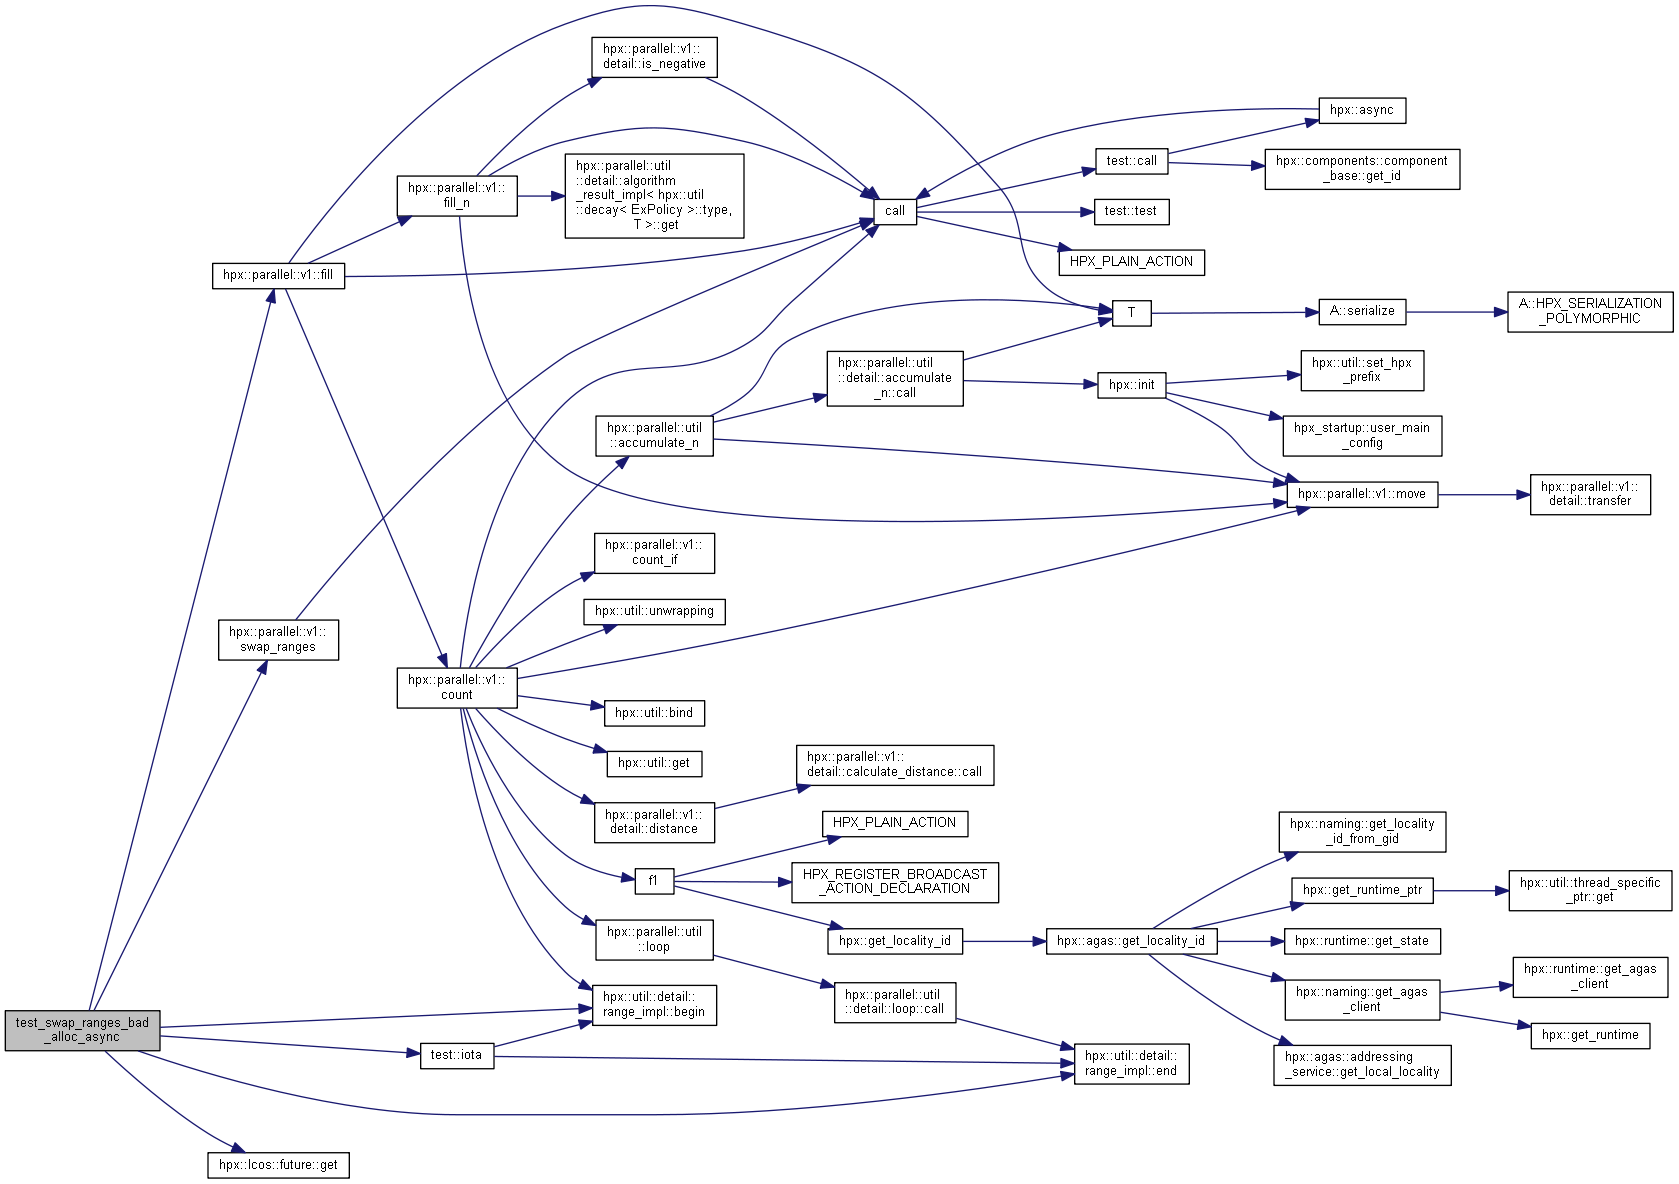 hpx::parallel::v1::
detail::is_negative
hpx::async
test::call
hpx::components::component
_base::get_id
hpx::parallel::util
::detail::algorithm
_result_impl< hpx::util
::decay< ExPolicy >::type,
T >::get
hpx::parallel::v1::
fill_n
call
test::test
HPX_PLAIN_ACTION
hpx::parallel::v1::fill
T
A::serialize
A::HPX_SERIALIZATION
_POLYMORPHIC
hpx::parallel::util
::detail::accumulate
_n::call
hpx::init
hpx::util::set_hpx
_prefix
hpx::parallel::util
::accumulate_n
hpx_startup::user_main
_config
hpx::parallel::v1::move
hpx::parallel::v1::
detail::transfer
hpx::parallel::v1::
count_if
hpx::util::unwrapping
hpx::parallel::v1::
swap_ranges
hpx::parallel::v1::
count
hpx::util::bind
hpx::util::get
hpx::parallel::v1::
detail::calculate_distance::call
hpx::parallel::v1::
detail::distance
HPX_PLAIN_ACTION
f1
HPX_REGISTER_BROADCAST
_ACTION_DECLARATION
hpx::naming::get_locality
_id_from_gid
hpx::get_runtime_ptr
hpx::util::thread_specific
_ptr::get
hpx::parallel::util
::loop
hpx::get_locality_id
hpx::agas::get_locality_id
hpx::runtime::get_state
hpx::runtime::get_agas
_client
hpx::naming::get_agas
_client
hpx::parallel::util
::detail::loop::call
hpx::util::detail::
range_impl::begin
test_swap_ranges_bad
_alloc_async
hpx::get_runtime
test::iota
hpx::util::detail::
range_impl::end
hpx::agas::addressing
_service::get_local_locality
hpx::lcos::future::get